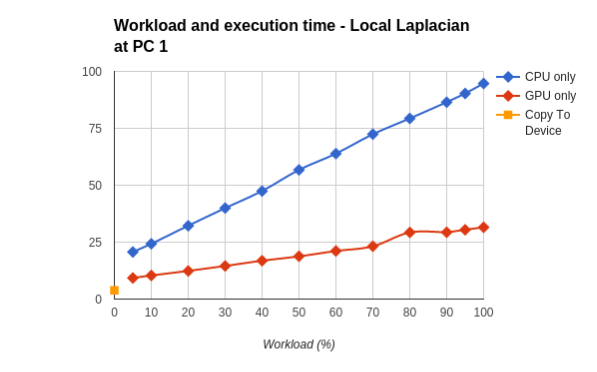 Workload and execution time - Local Laplacian
at PC 1
100
75
50
25
0
0 10 20 30 40 50 60 70 80 90 100
Workload (%)
CPU only
GPU only
Copy To
Device